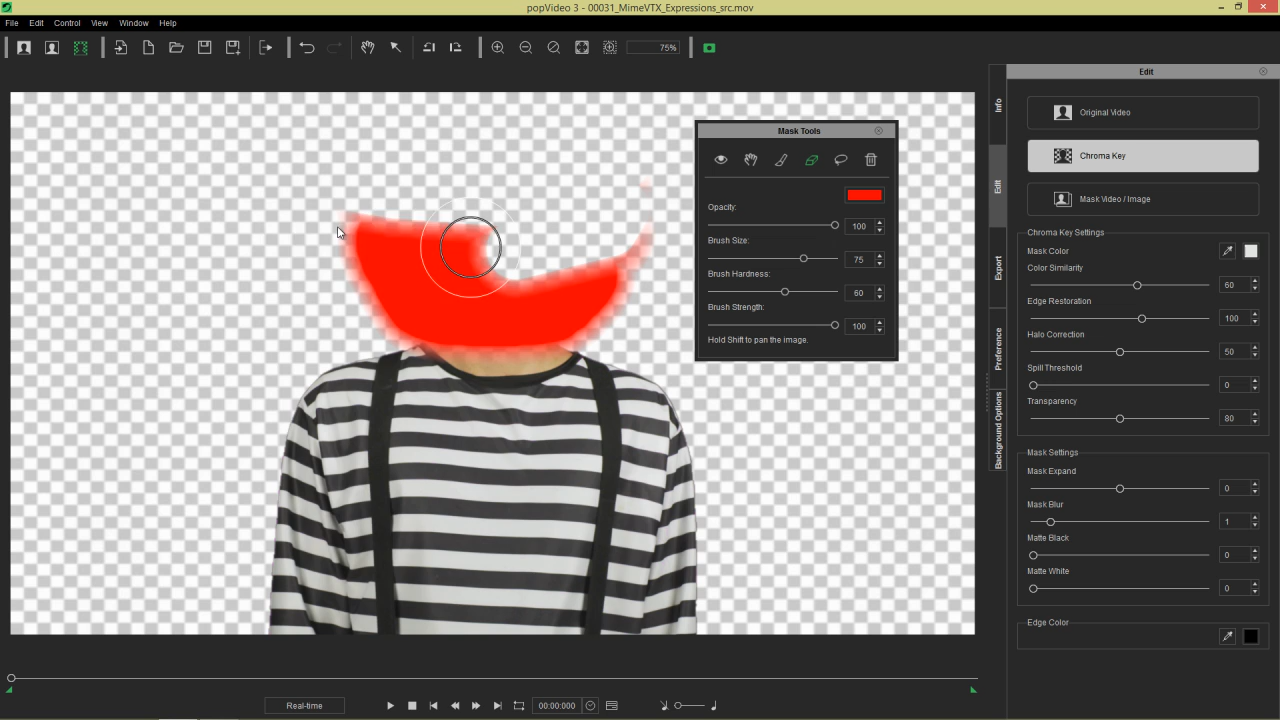 popVideo 3 - 00031_MimeVTX_Expressions_src.mov
File Edit Control View Window Help
75%
Edit
Info
Edit
Export
Preference
Background Options
Original Video
Chroma Key
Mask Video / Image
Mask Tools
Opacity:
100
Brush Size:
75
Brush Hardness:
60
Brush Strength:
100
Hold Shift to pan the image.
Chroma Key Settings
Mask Color
Color Similarity
60
Edge Restoration
100
Halo Correction
50
Spill Threshold
0
Transparency
80
Mask Settings
Mask Expand
0
Mask Blur
1
Matte Black
0
Matte White
0
Edge Color
Real-time
00:00:000